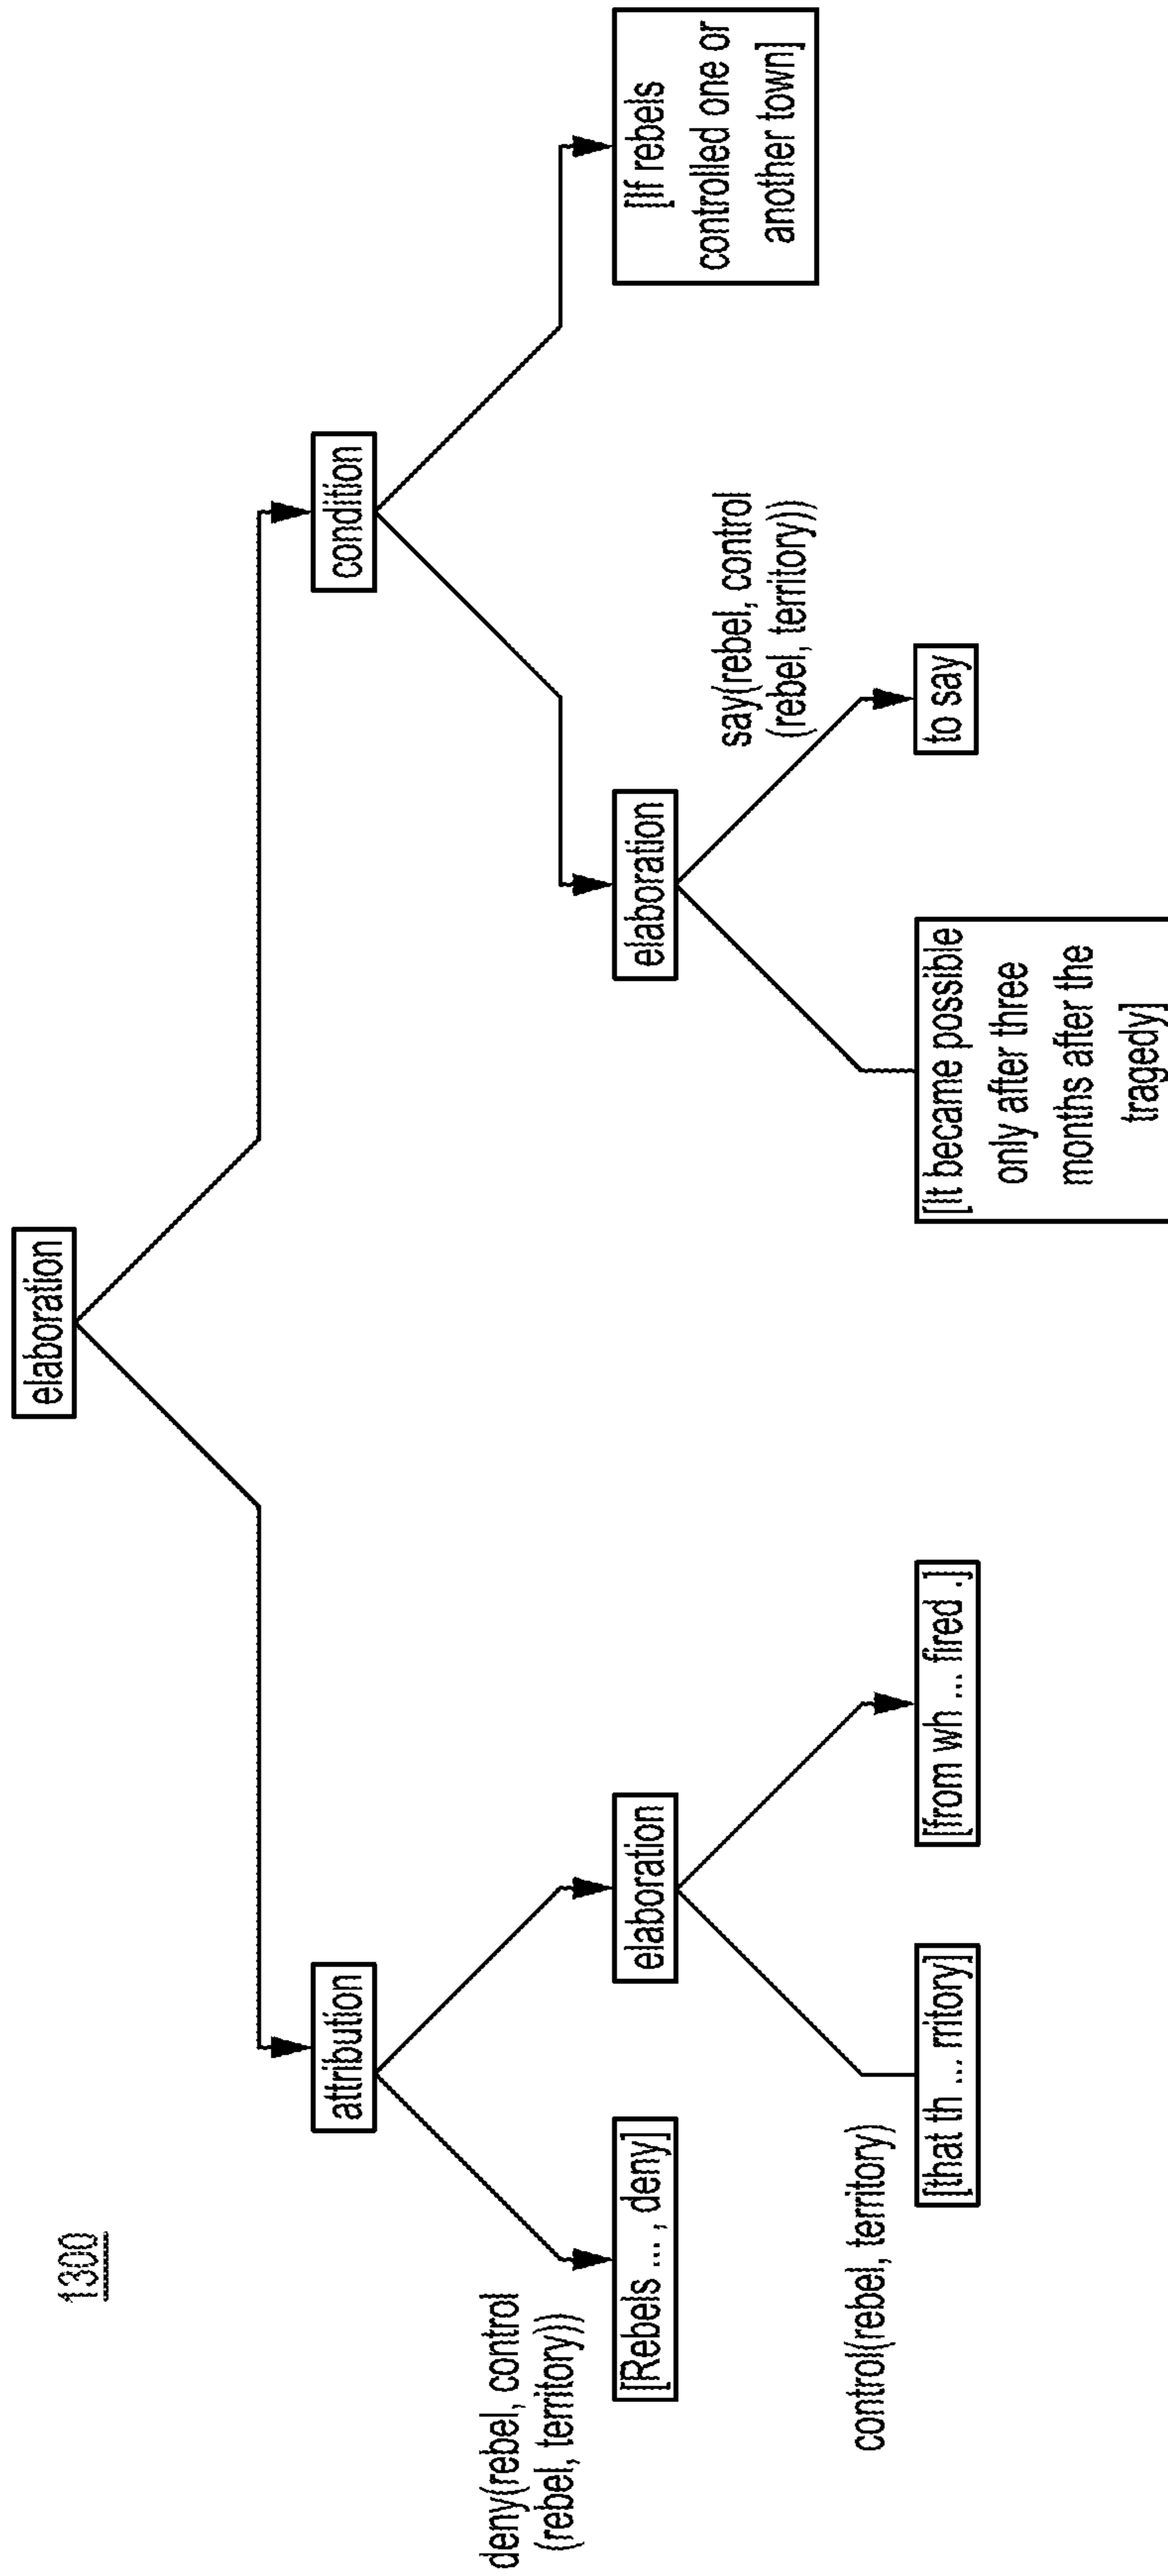 1300
elaboration
attribution
condition
deny(rebel, control
(rebel, territory))
[Rebels ... , deny]
elaboration
elaboration
[If rebels
controlled one or
another town]
say(rebel, control
(rebel, territory))
control(rebel, territory)
[that th ... rritory]
[from wh ... fired .]
[It became possible
only after three
months after the
tragedy]
to say